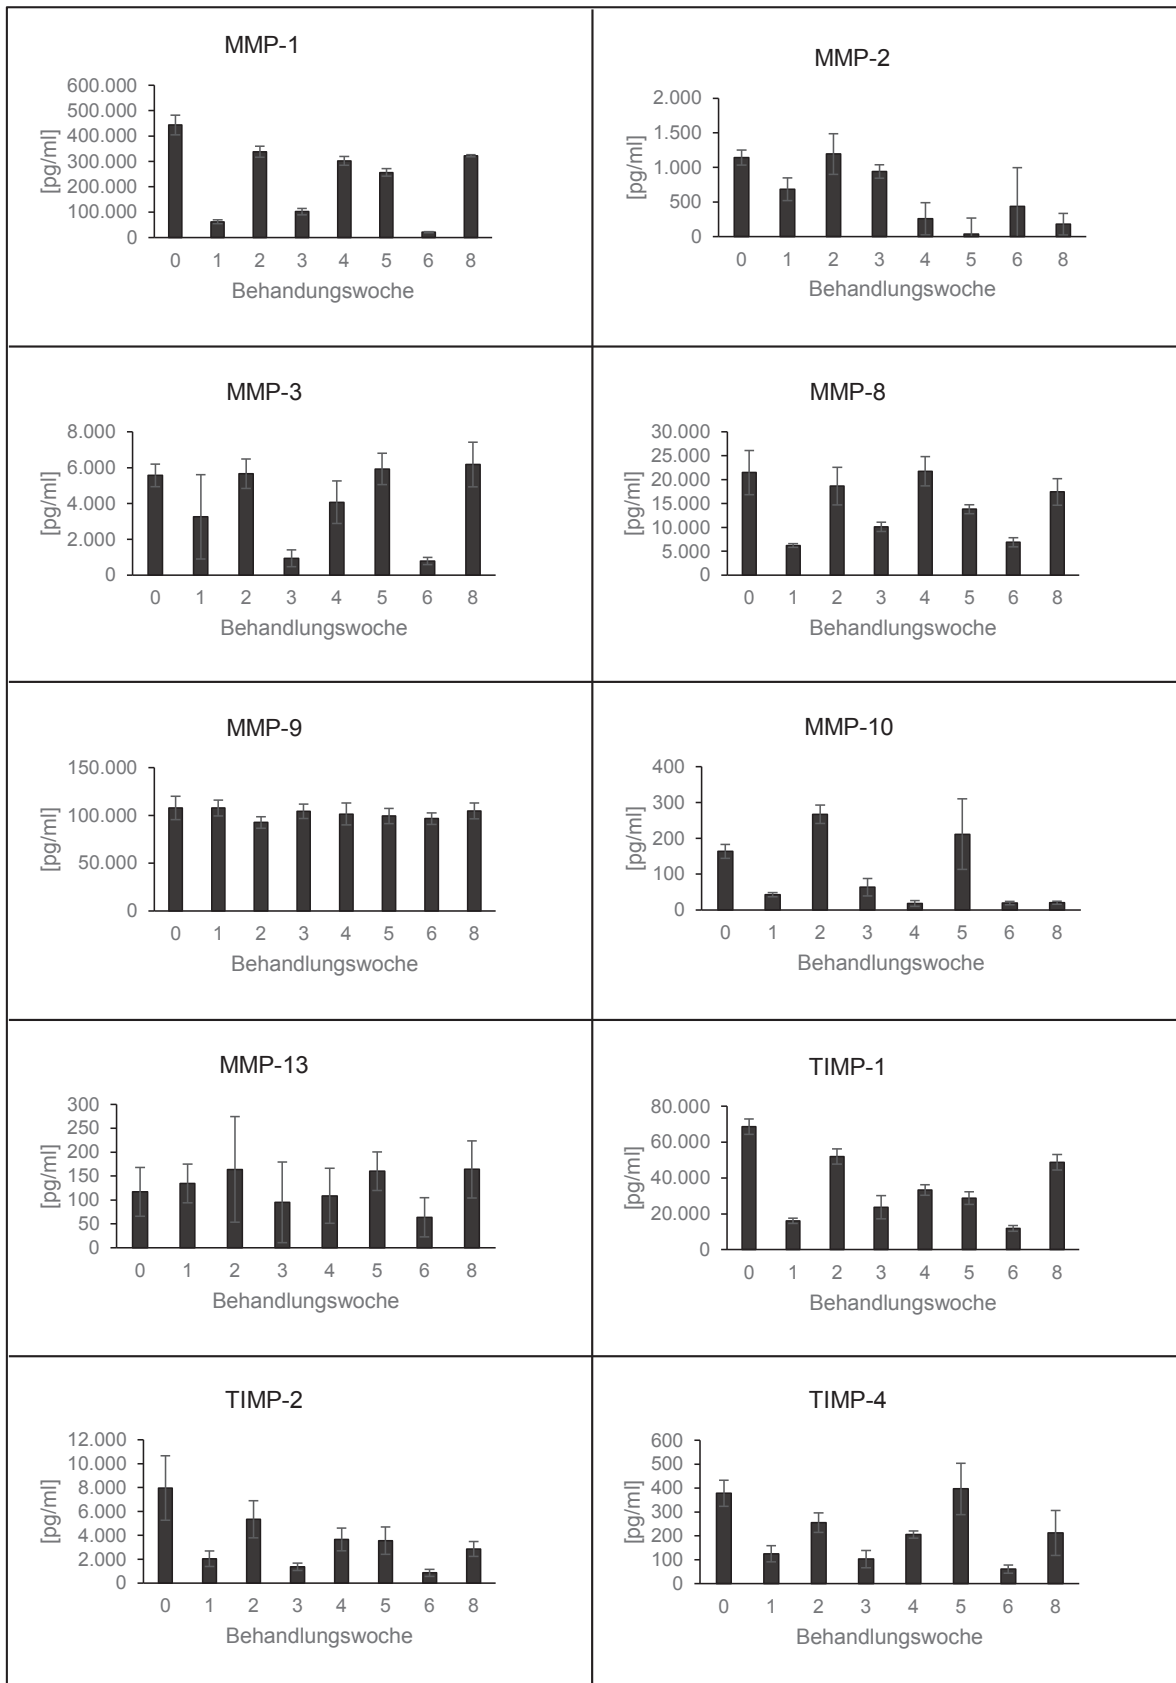 MMP-1
600.000
500.000
400.000
300.000
200.000
100.000
0
[pg/ml]
0 1 2 3 4 5 6 8
Behandungswoche
MMP-2
2.000
1.500
1.000
500
0
[pg/ml]
0 1 2 3 4 5 6 8
Behandlungswoche
MMP-3
8.000
6.000
4.000
2.000
0
[pg/ml]
0 1 2 3 4 5 6 8
Behandlungswoche
MMP-8
30.000
25.000
20.000
15.000
10.000
5.000
0
[pg/ml]
0 1 2 3 4 5 6 8
Behandlungswoche
MMP-9
150.000
100.000
50.000
0
[pg/ml]
0 1 2 3 4 5 6 8
Behandlungswoche
MMP-10
400
300
200
100
0
[pg/ml]
0 1 2 3 4 5 6 8
Behandlungswoche
MMP-13
300
250
200
150
100
50
0
[pg/ml]
0 1 2 3 4 5 6 8
Behandlungswoche
TIMP-1
80.000
60.000
40.000
20.000
0
[pg/ml]
0 1 2 3 4 5 6 8
Behandlungswoche
TIMP-2
12.000
10.000
8.000
6.000
4.000
2.000
0
[pg/ml]
0 1 2 3 4 5 6 8
Behandlungswoche
TIMP-4
600
500
400
300
200
100
0
[pg/ml]
0 1 2 3 4 5 6 8
Behandlungswoche